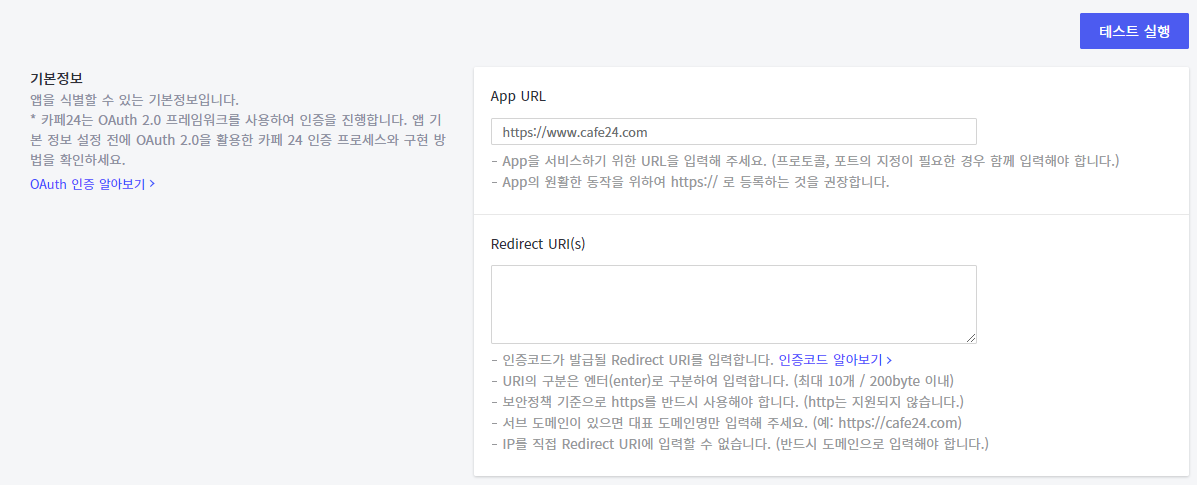 테스트 실행
기본정보
앱을 식별할 수 있는 기본정보입니다.
* 카페24는 OAuth 2.0 프레임워크를 사용하여 인증을 진행합니다. 앱 기
본 정보 설정 전에 OAuth 2.0을 활용한 카페 24 인증 프로세스와 구현 방
법을 확인하세요.
OAuth 인증 알아보기 >
App URL
https://www.cafe24.com
- App을 서비스하기 위한 URL을 입력해 주세요. (프로토콜, 포트의 지정이 필요한 경우 함께 입력해야 합니다.)
- App의 원활한 동작을 위하여 https:// 로 등록하는 것을 권장합니다.
Redirect URI(s)
- 인증코드가 발급될 Redirect URI를 입력합니다. 인증코드 알아보기 >
- URI의 구분은 엔터(enter)로 구분하여 입력합니다. (최대 10개 / 200byte 이내)
- 보안정책 기준으로 https를 반드시 사용해야 합니다. (http는 지원되지 않습니다.)
- 서브 도메인이 있으면 대표 도메인명만 입력해 주세요. (예: https://cafe24.com)
- IP를 직접 Redirect URI에 입력할 수 없습니다. (반드시 도메인으로 입력해야 합니다.)